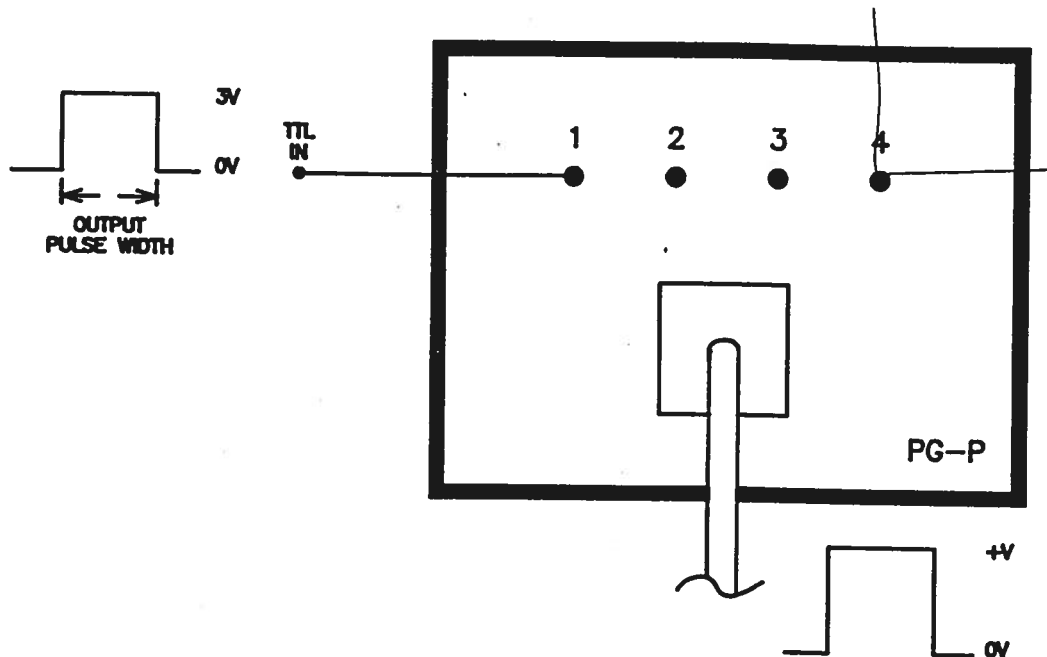 3V
TTL
IN
0V
OUTPUT
PULSE WIDTH
1 2 3 4
PG-P
+V
0V